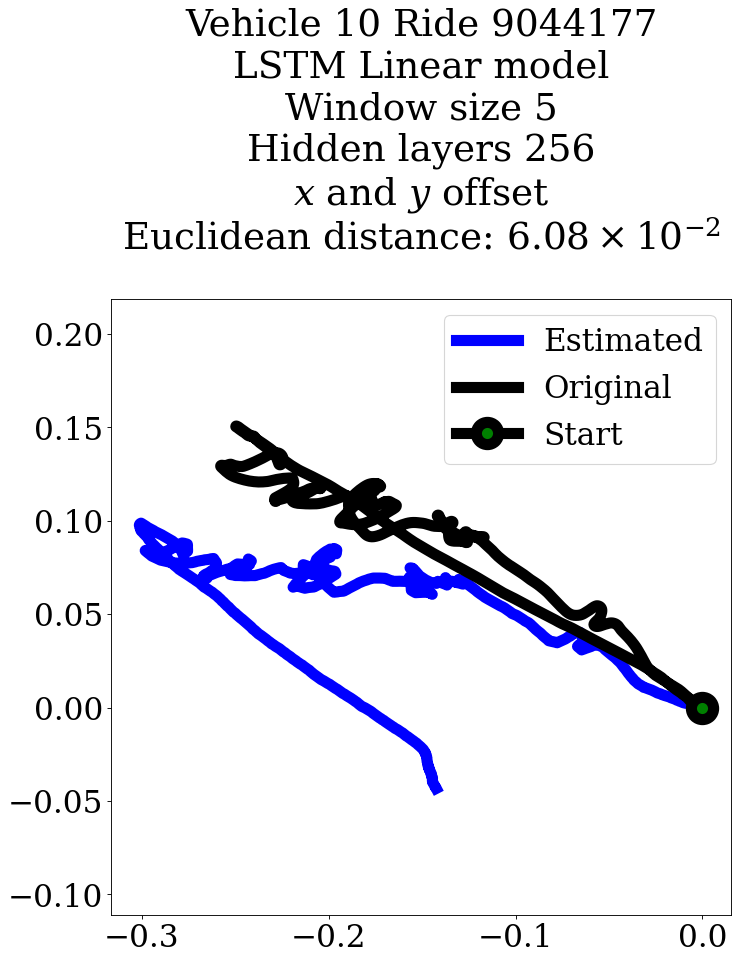 Vehicle 10 Ride 9044177
LSTM Linear model
Window size 5
Hidden layers 256
x and y offset
Euclidean distance: 6.08 × 10⁻²
Estimated
Original
Start
0.20
0.15
0.10
0.05
0.00
−0.05
−0.10
−0.3 −0.2 −0.1 0.0